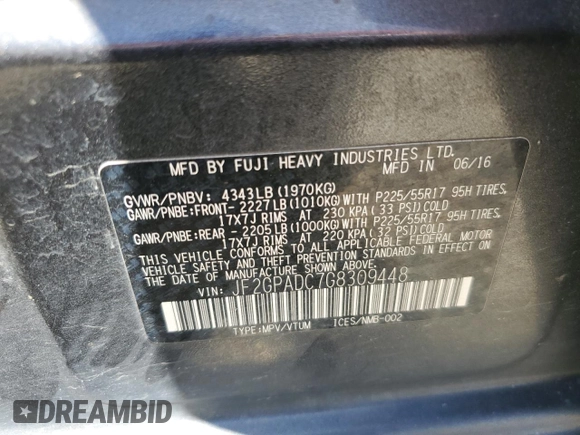 MFD BY FUJI HEAVY INDUSTRIES LTD.
MFD IN 06/16
GVWR/PNBV: 4343LB (1970KG)
GAWR/PNBE:FRONT-2227LB(1010KG)WITH P225/55R17 95H TIRES,
17X7J RIMS AT 230 KPA(33 PSI)COLD
GAWR/PNBE:REAR - 2205LB(1000KG)WITH P225/55R17 95H TIRES,
17X7J RIMS AT 220 KPA(32 PSI)COLD
THIS VEHICLE CONFORMS TO ALL APPLICABLE FEDERAL MOTOR
VEHICLE SAFETY AND THEFT PREVENTION STANDARDS IN EFFECT
ON THE DATE OF MANUFACTURE SHOWN ABOVE.
VIN: JF2GPADC7G8309448
TYPE:MPV/VTUM ICES/NMB-002
DREAMBID